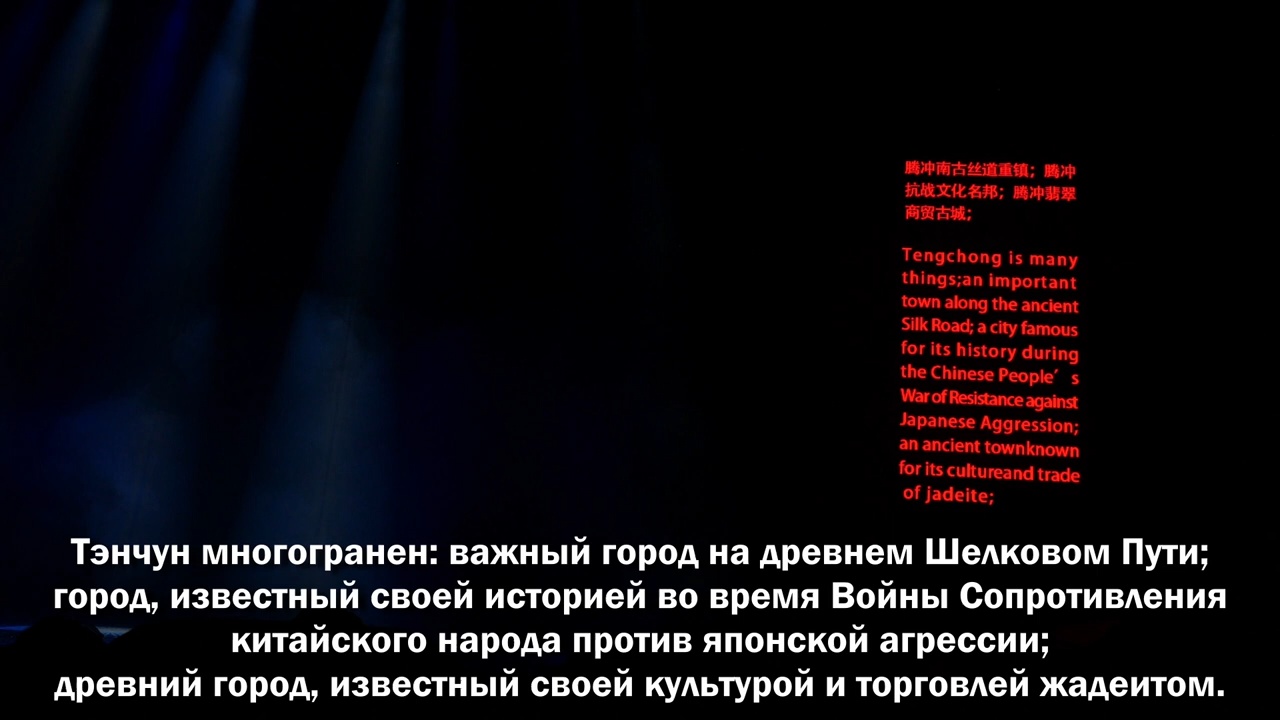 腾冲南古丝道重镇；腾冲
抗战文化名邦；腾冲翡翠
商贸古城；
Tengchong is many
things;an important
town along the ancient
Silk Road; a city famous
for its history during
the Chinese People′ s
War of Resistance against
Japanese Aggression;
an ancient townknown
for its cultureand trade
of jadeite;
Тэнчун многогранен: важный город на древнем Шелковом Пути;
город, известный своей историей во время Войны Сопротивления
китайского народа против японской агрессии;
древний город, известный своей культурой и торговлей жадеитом.